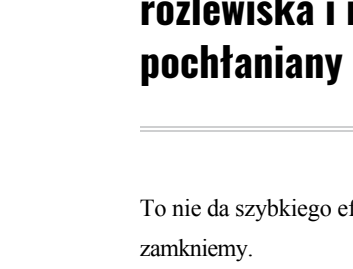 rozlewiska i
pochłaniany
To nie da szybkiego
zamkniemy.